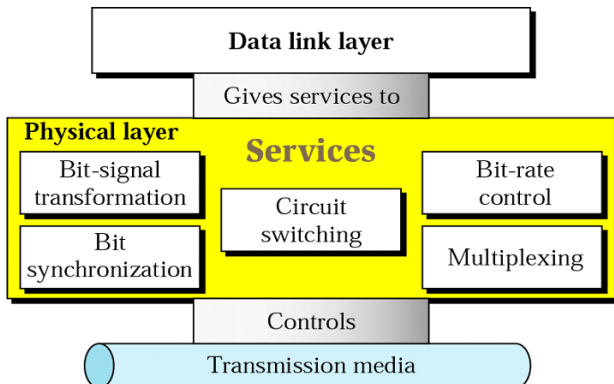 Data link layer
Gives services to
Physical layer
Services
Bit-signal
transformation
Bit-rate
control
Circuit
switching
Bit
synchronization
Multiplexing
Controls
Transmission media